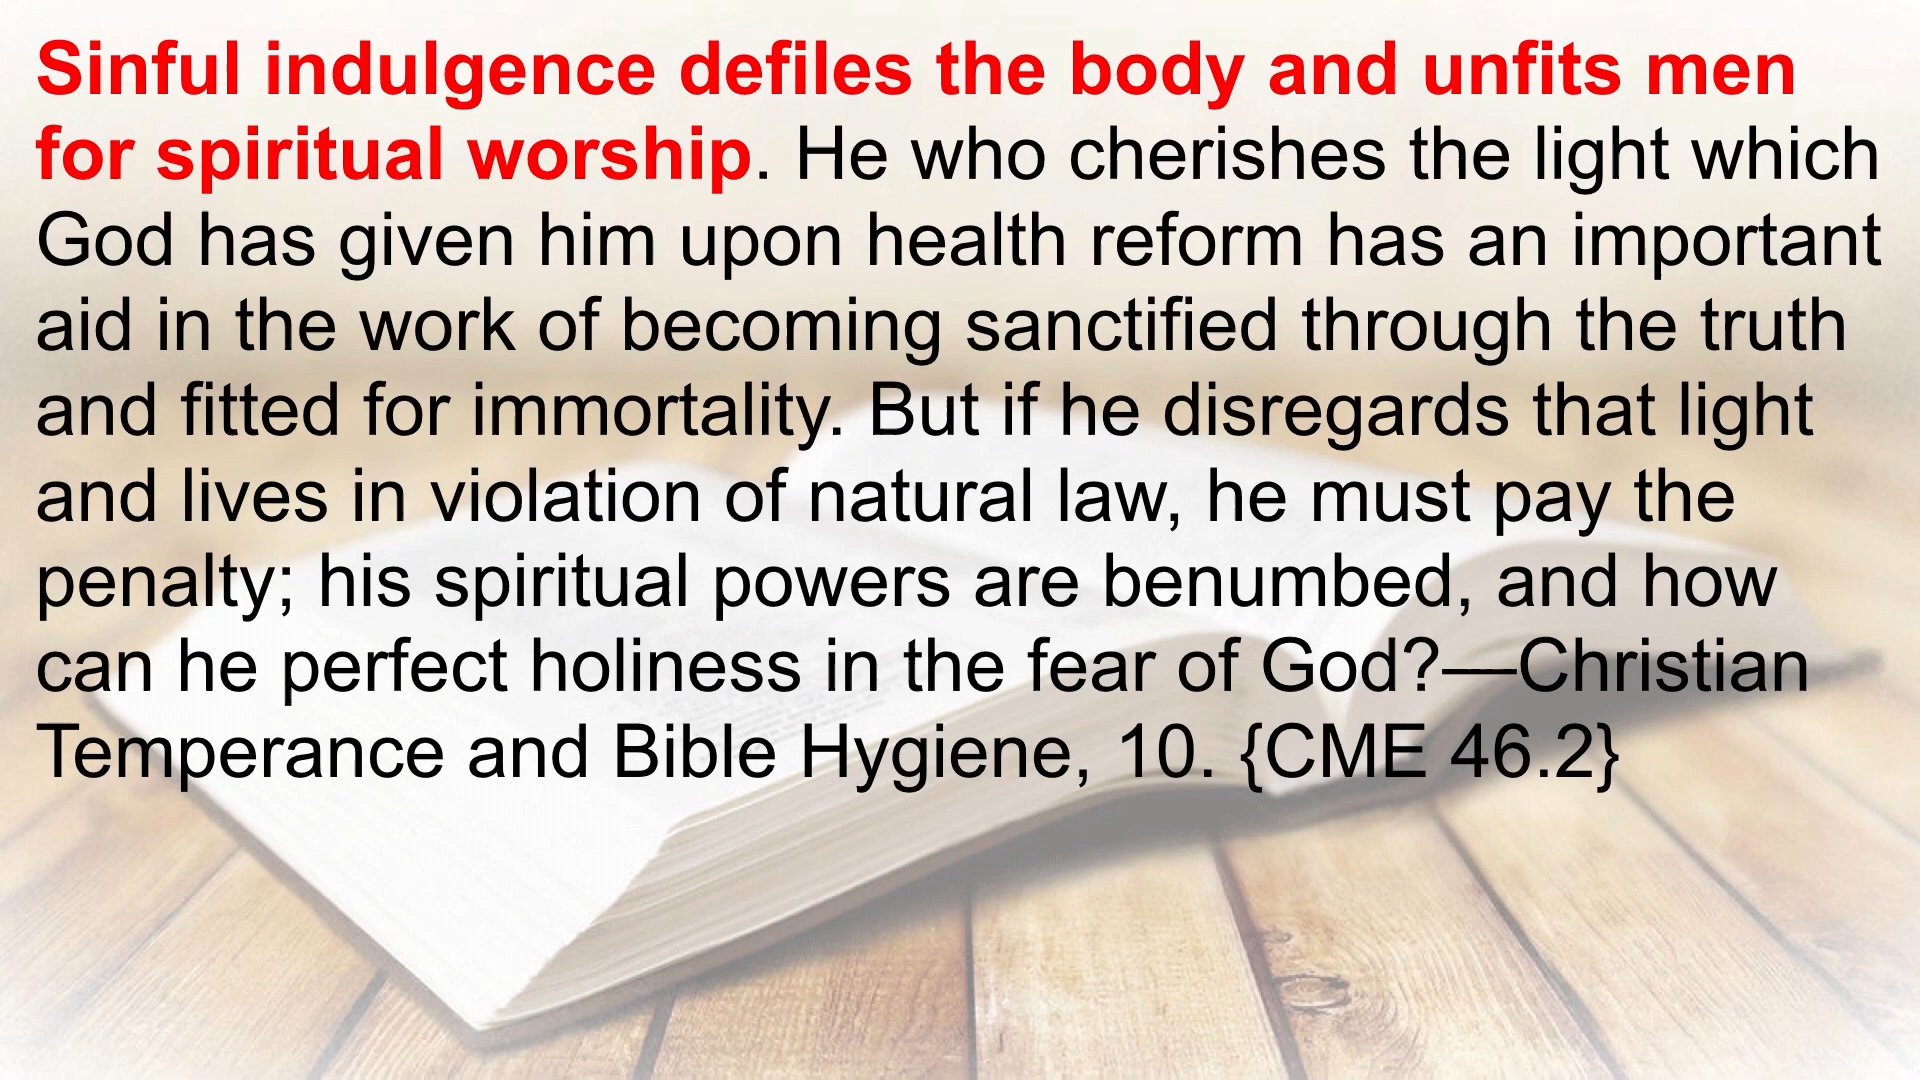 Sinful indulgence defiles the body and unfits men
for spiritual worship. He who cherishes the light which
God has given him upon health reform has an important
aid in the work of becoming sanctified through the truth
and fitted for immortality. But if he disregards that light
and lives in violation of natural law, he must pay the
penalty; his spiritual powers are benumbed, and how
can he perfect holiness in the fear of God?—Christian
Temperance and Bible Hygiene, 10. {CME 46.2}